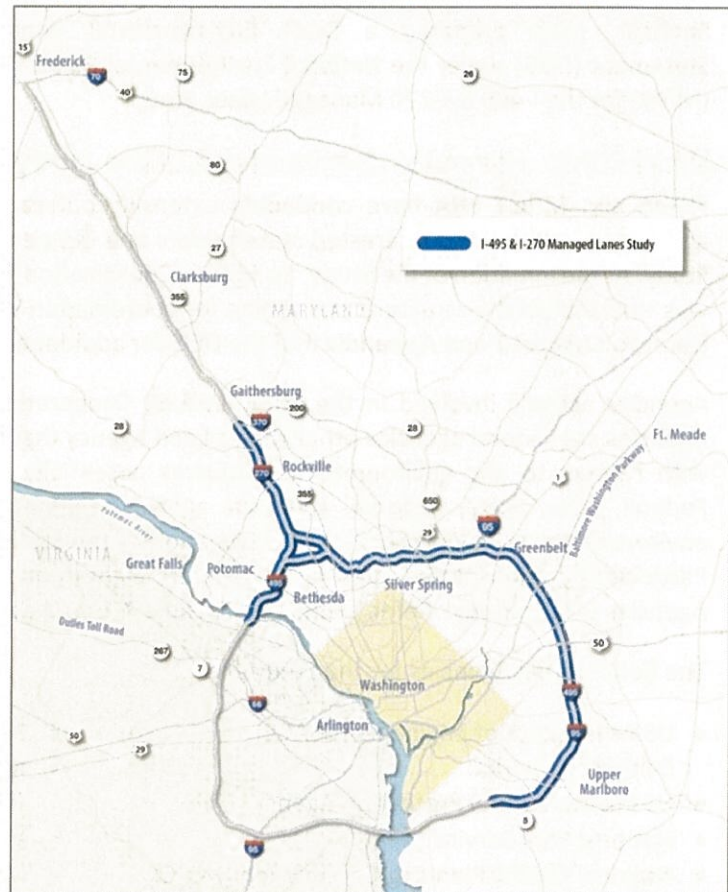 15
Frederick
70
75
40
26
80
27
I-495 & I-270 Managed Lanes Study
Clarksburg
355
MARYLAND
Gaithersburg
370
200
28
28
Ft. Meade
270
Rockville
1
355
650
Baltimore Washington Parkway
95
29
Potomac River
Greenbelt
VIRGINIA
Great Falls
Potomac
495
Silver Spring
Bethesda
Dulles Toll Road
50
267
7
Washington
495
66
Arlington
95
50
29
Upper
Marlboro
5
95